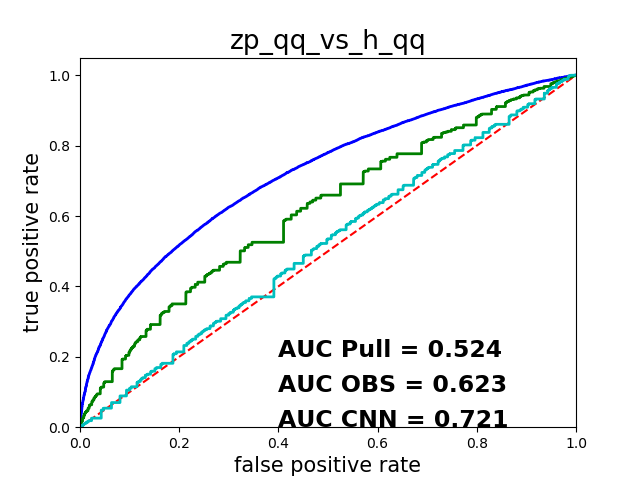 zp_qq_vs_h_qq
true positive rate
1.0
0.8
0.6
0.4
0.2
0.0
AUC Pull = 0.524
AUC OBS = 0.623
AUC CNN = 0.721
0.0 0.2 0.4 0.6 0.8 1.0
false positive rate